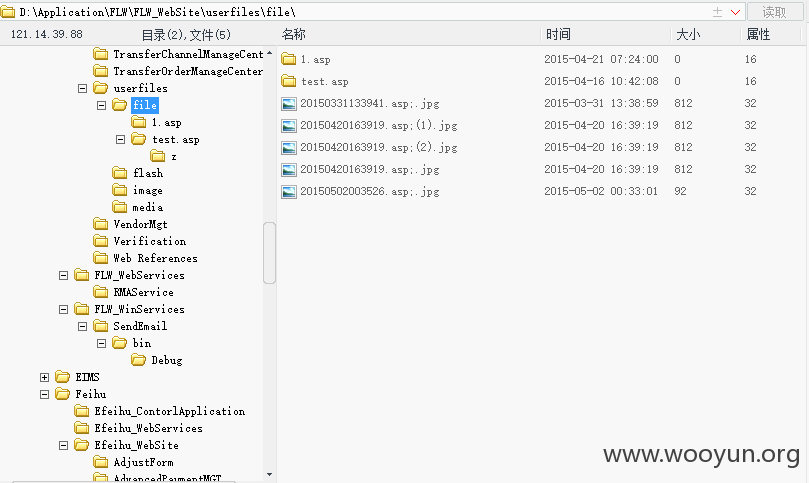 D:\Application\FLW\FLW_WebSite\userfiles\file\ 读取
121.14.39.88 目录(2),文件(5) 名称 时间 大小 属性
TransferChannelManageCent
TransferOrderManageCenter
userfiles
file
1.asp
test.asp
z
flash
image
media
VendorMgt
Verification
Web References
FLW_WebServices
RMAService
FLW_WinServices
SendEmail
bin
Debug
EIMS
Feihu
Efeihu_ContorlApplication
Efeihu_WebServices
Efeihu_WebSite
AdjustForm
AdvancedPaymentMGT
1.asp 2015-04-21 07:24:00 0 16
test.asp 2015-04-16 10:42:08 0 16
20150331133941.asp;.jpg 2015-03-31 13:38:59 812 32
20150420163919.asp;(1).jpg 2015-04-20 16:39:19 812 32
20150420163919.asp;(2).jpg 2015-04-20 16:39:19 812 32
20150420163919.asp;.jpg 2015-04-20 16:39:19 812 32
20150502003526.asp;.jpg 2015-05-02 00:33:01 92 32
www.wooyun.org